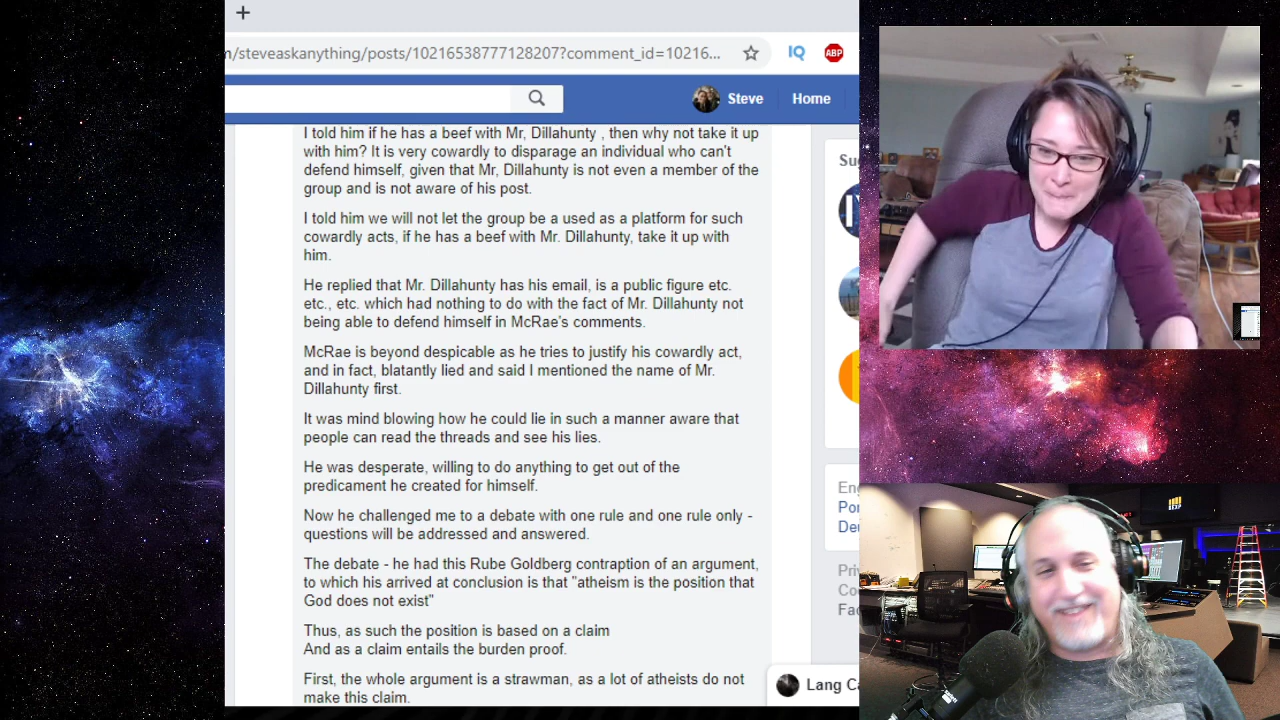 m/steveaskanything/posts/10216538777128207?comment_id=10216...
IQ
ABP
Steve
Home
I told him if he has a beef with Mr, Dillahunty , then why not take it up
with him? It is very cowardly to disparage an individual who can't
defend himself, given that Mr, Dillahunty is not even a member of the
group and is not aware of his post.
I told him we will not let the group be a used as a platform for such
cowardly acts, if he has a beef with Mr. Dillahunty, take it up with
him.
He replied that Mr. Dillahunty has his email, is a public figure etc.
etc., etc. which had nothing to do with the fact of Mr. Dillahunty not
being able to defend himself in McRae's comments.
McRae is beyond despicable as he tries to justify his cowardly act,
and in fact, blatantly lied and said I mentioned the name of Mr.
Dillahunty first.
It was mind blowing how he could lie in such a manner aware that
people can read the threads and see his lies.
He was desperate, willing to do anything to get out of the
predicament he created for himself.
Now he challenged me to a debate with one rule and one rule only -
questions will be addressed and answered.
The debate - he had this Rube Goldberg contraption of an argument,
to which his arrived at conclusion is that "atheism is the position that
God does not exist"
Thus, as such the position is based on a claim
And as a claim entails the burden proof.
First, the whole argument is a strawman, as a lot of atheists do not
make this claim.
Su
Eng
Por
Deu
Pri
Coo
Fac
Lang Ca